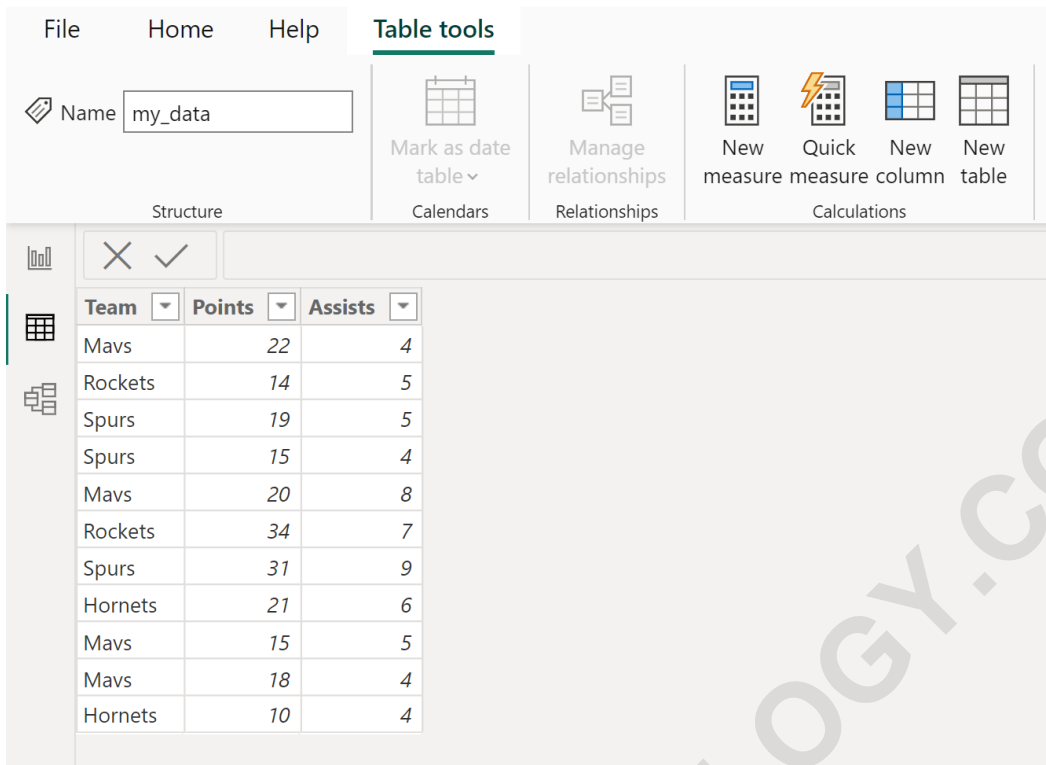 File Home Help Table tools
Name my_data
Mark as date table
Manage relationships
New measure
Quick measure
New column
New table
Structure Calendars Relationships Calculations
Team Points Assists
Mavs 22 4
Rockets 14 5
Spurs 19 5
Spurs 15 4
Mavs 20 8
Rockets 34 7
Spurs 31 9
Hornets 21 6
Mavs 15 5
Mavs 18 4
Hornets 10 4
LOGY.CO